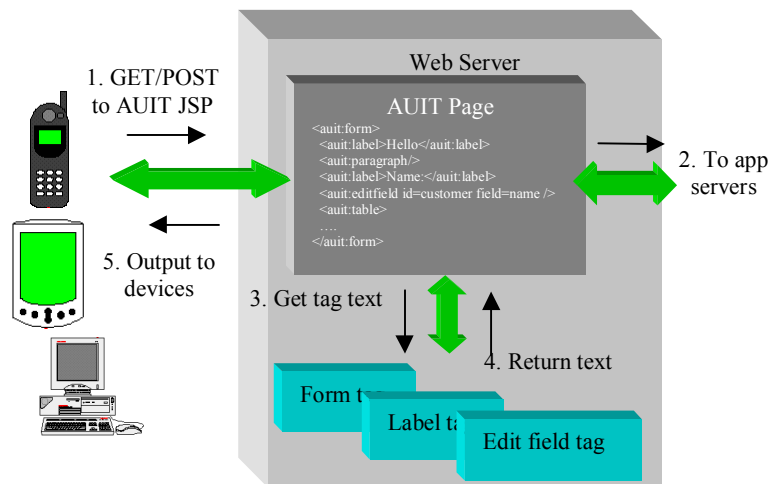 Web Server
1. GET/POST
to AUIT JSP
AUIT Page
<auit:form>
<auit:label>Hello</auit:label>
<auit:paragraph/>
<auit:label>Name:</auit:label>
<auit:editfield id=customer field=name />
<auit:table>
....
</auit:form>
2. To app
servers
5. Output to
devices
3. Get tag text
4. Return text
Form
Label
Edit field tag